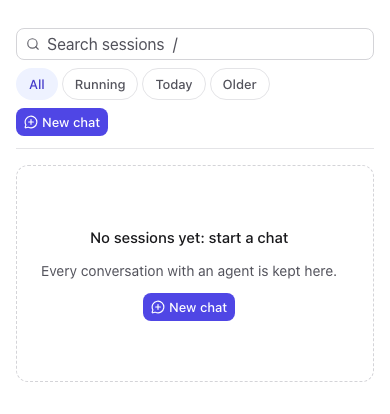 Search sessions /
All Running Today Older
New chat
No sessions yet: start a chat
Every conversation with an agent is kept here.
New chat